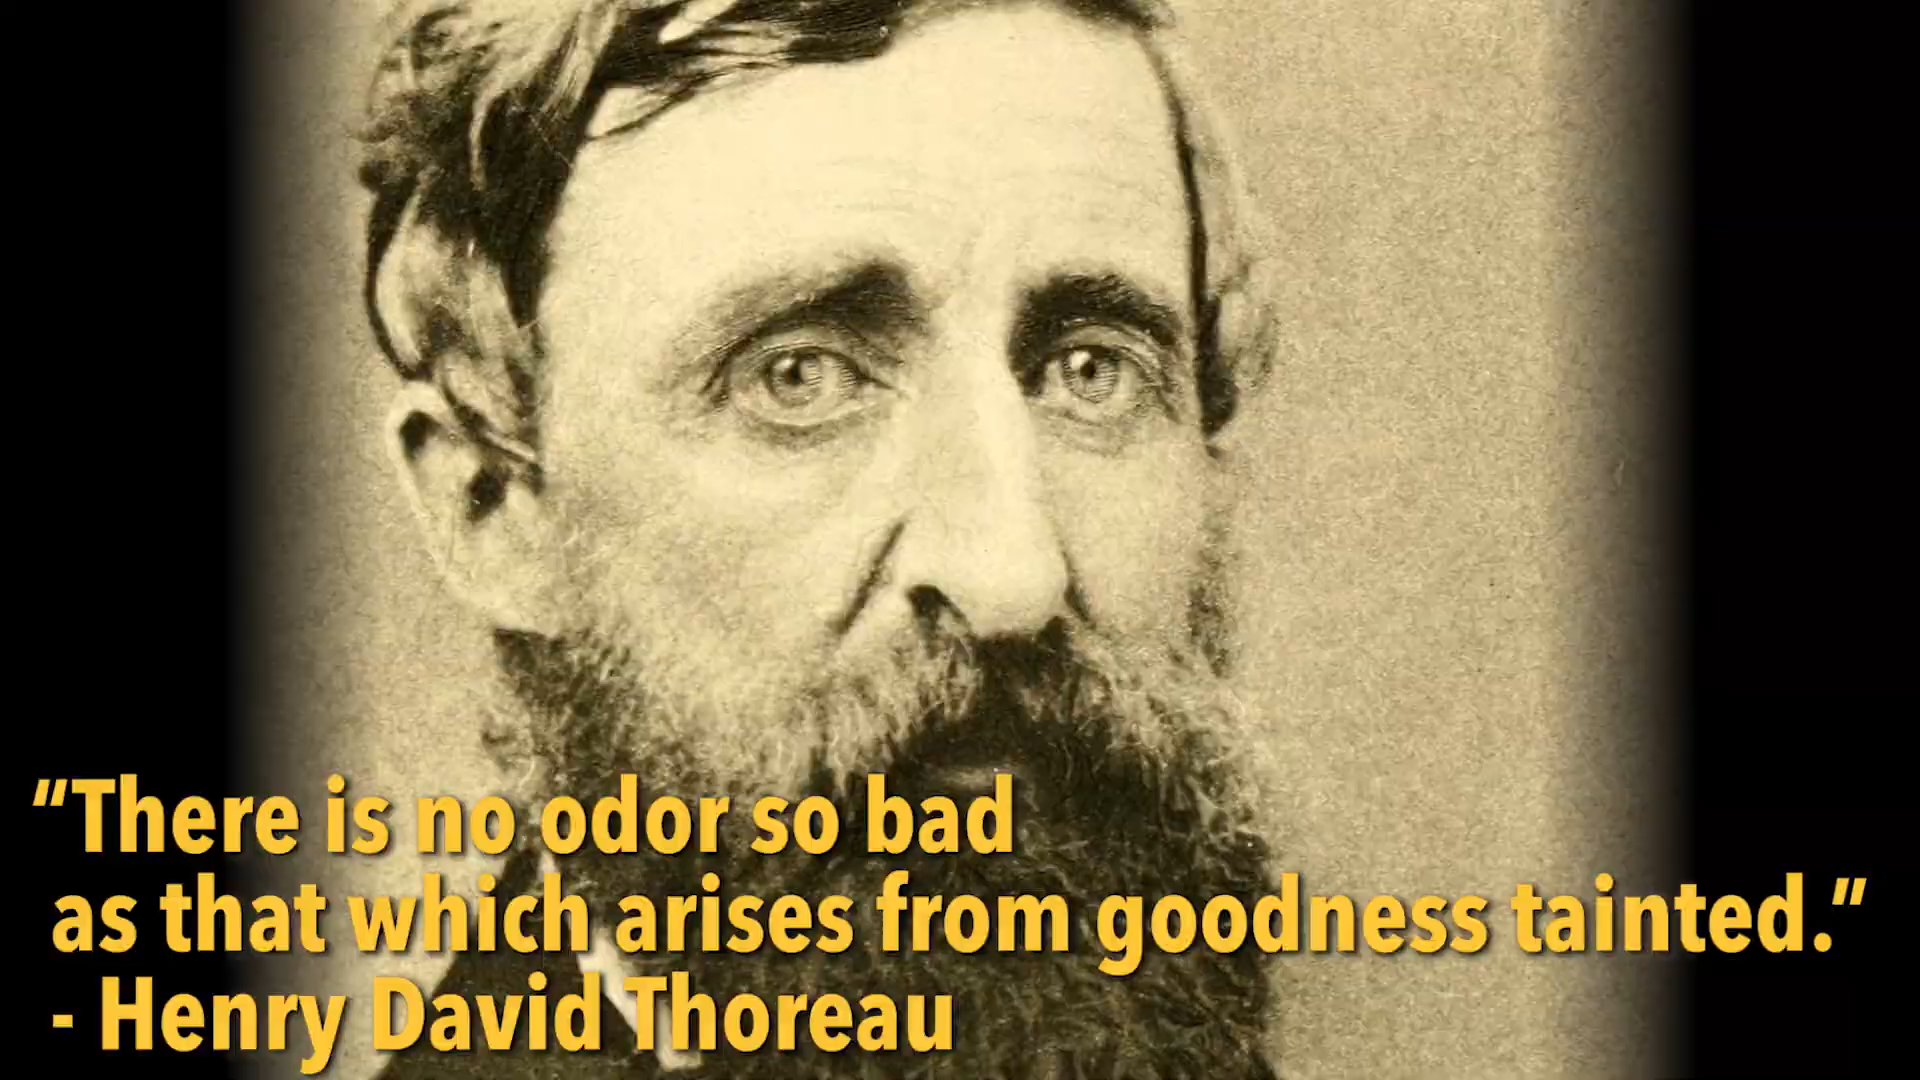 “There is no odor so bad
as that which arises from goodness tainted.”
- Henry David Thoreau